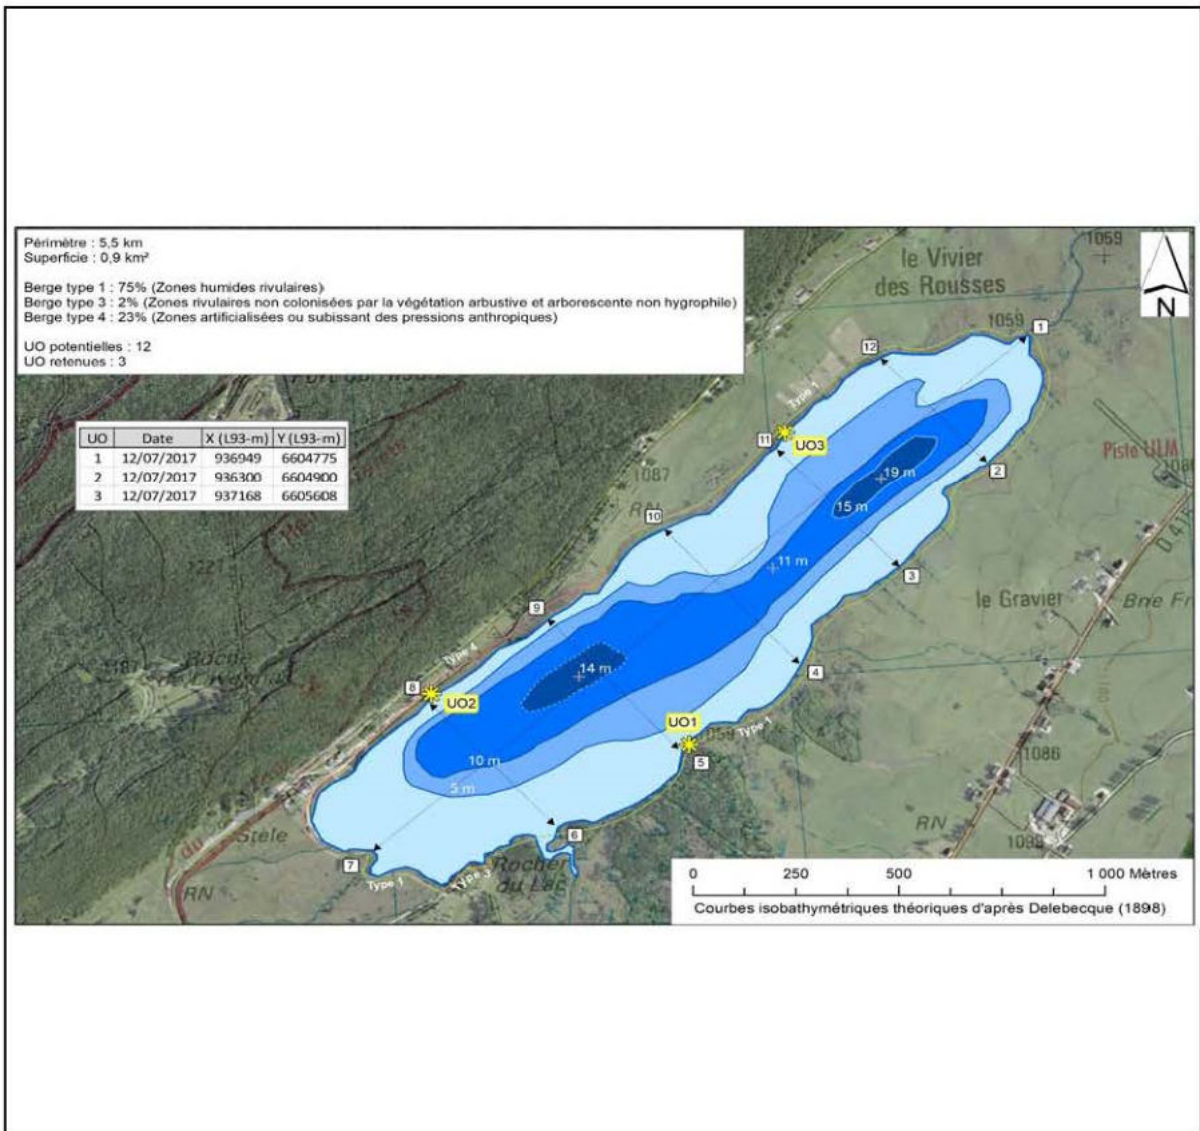 Périmètre : 5,5 km
Superficie : 0,9 km²
Berge type 1 : 75% (Zones humides rivulaires)
Berge type 3 : 2% (Zones rivulaires non colonisées par la végétation arbustive et arborescente non hygrophile)
Berge type 4 : 23% (Zones artificialisées ou subissant des pressions anthropiques)
UO potentielles : 12
UO retenues : 3
UO Date X (L93-m) Y (L93-m)
1 12/07/2017 936949 6604775
2 12/07/2017 936300 6604900
3 12/07/2017 937168 6605608
1059
le Vivier
des Rousses
N
1059
1
12
Type 1
11
UO3
Piste ULM
2
19 m
15 m
1087
RN
10
D 415
11 m
3
le Gravier
9
Type 4
14 m
4
8
UO2
UO1
1059
Type 1
5
10 m
5 m
1086
Stèle
du
RN
6
7
Type 1
Type 3
Rocher
du Lac
RN
0 250 500 1 000 Mètres
Courbes isobathymétriques théoriques d'après Delebecque (1898)